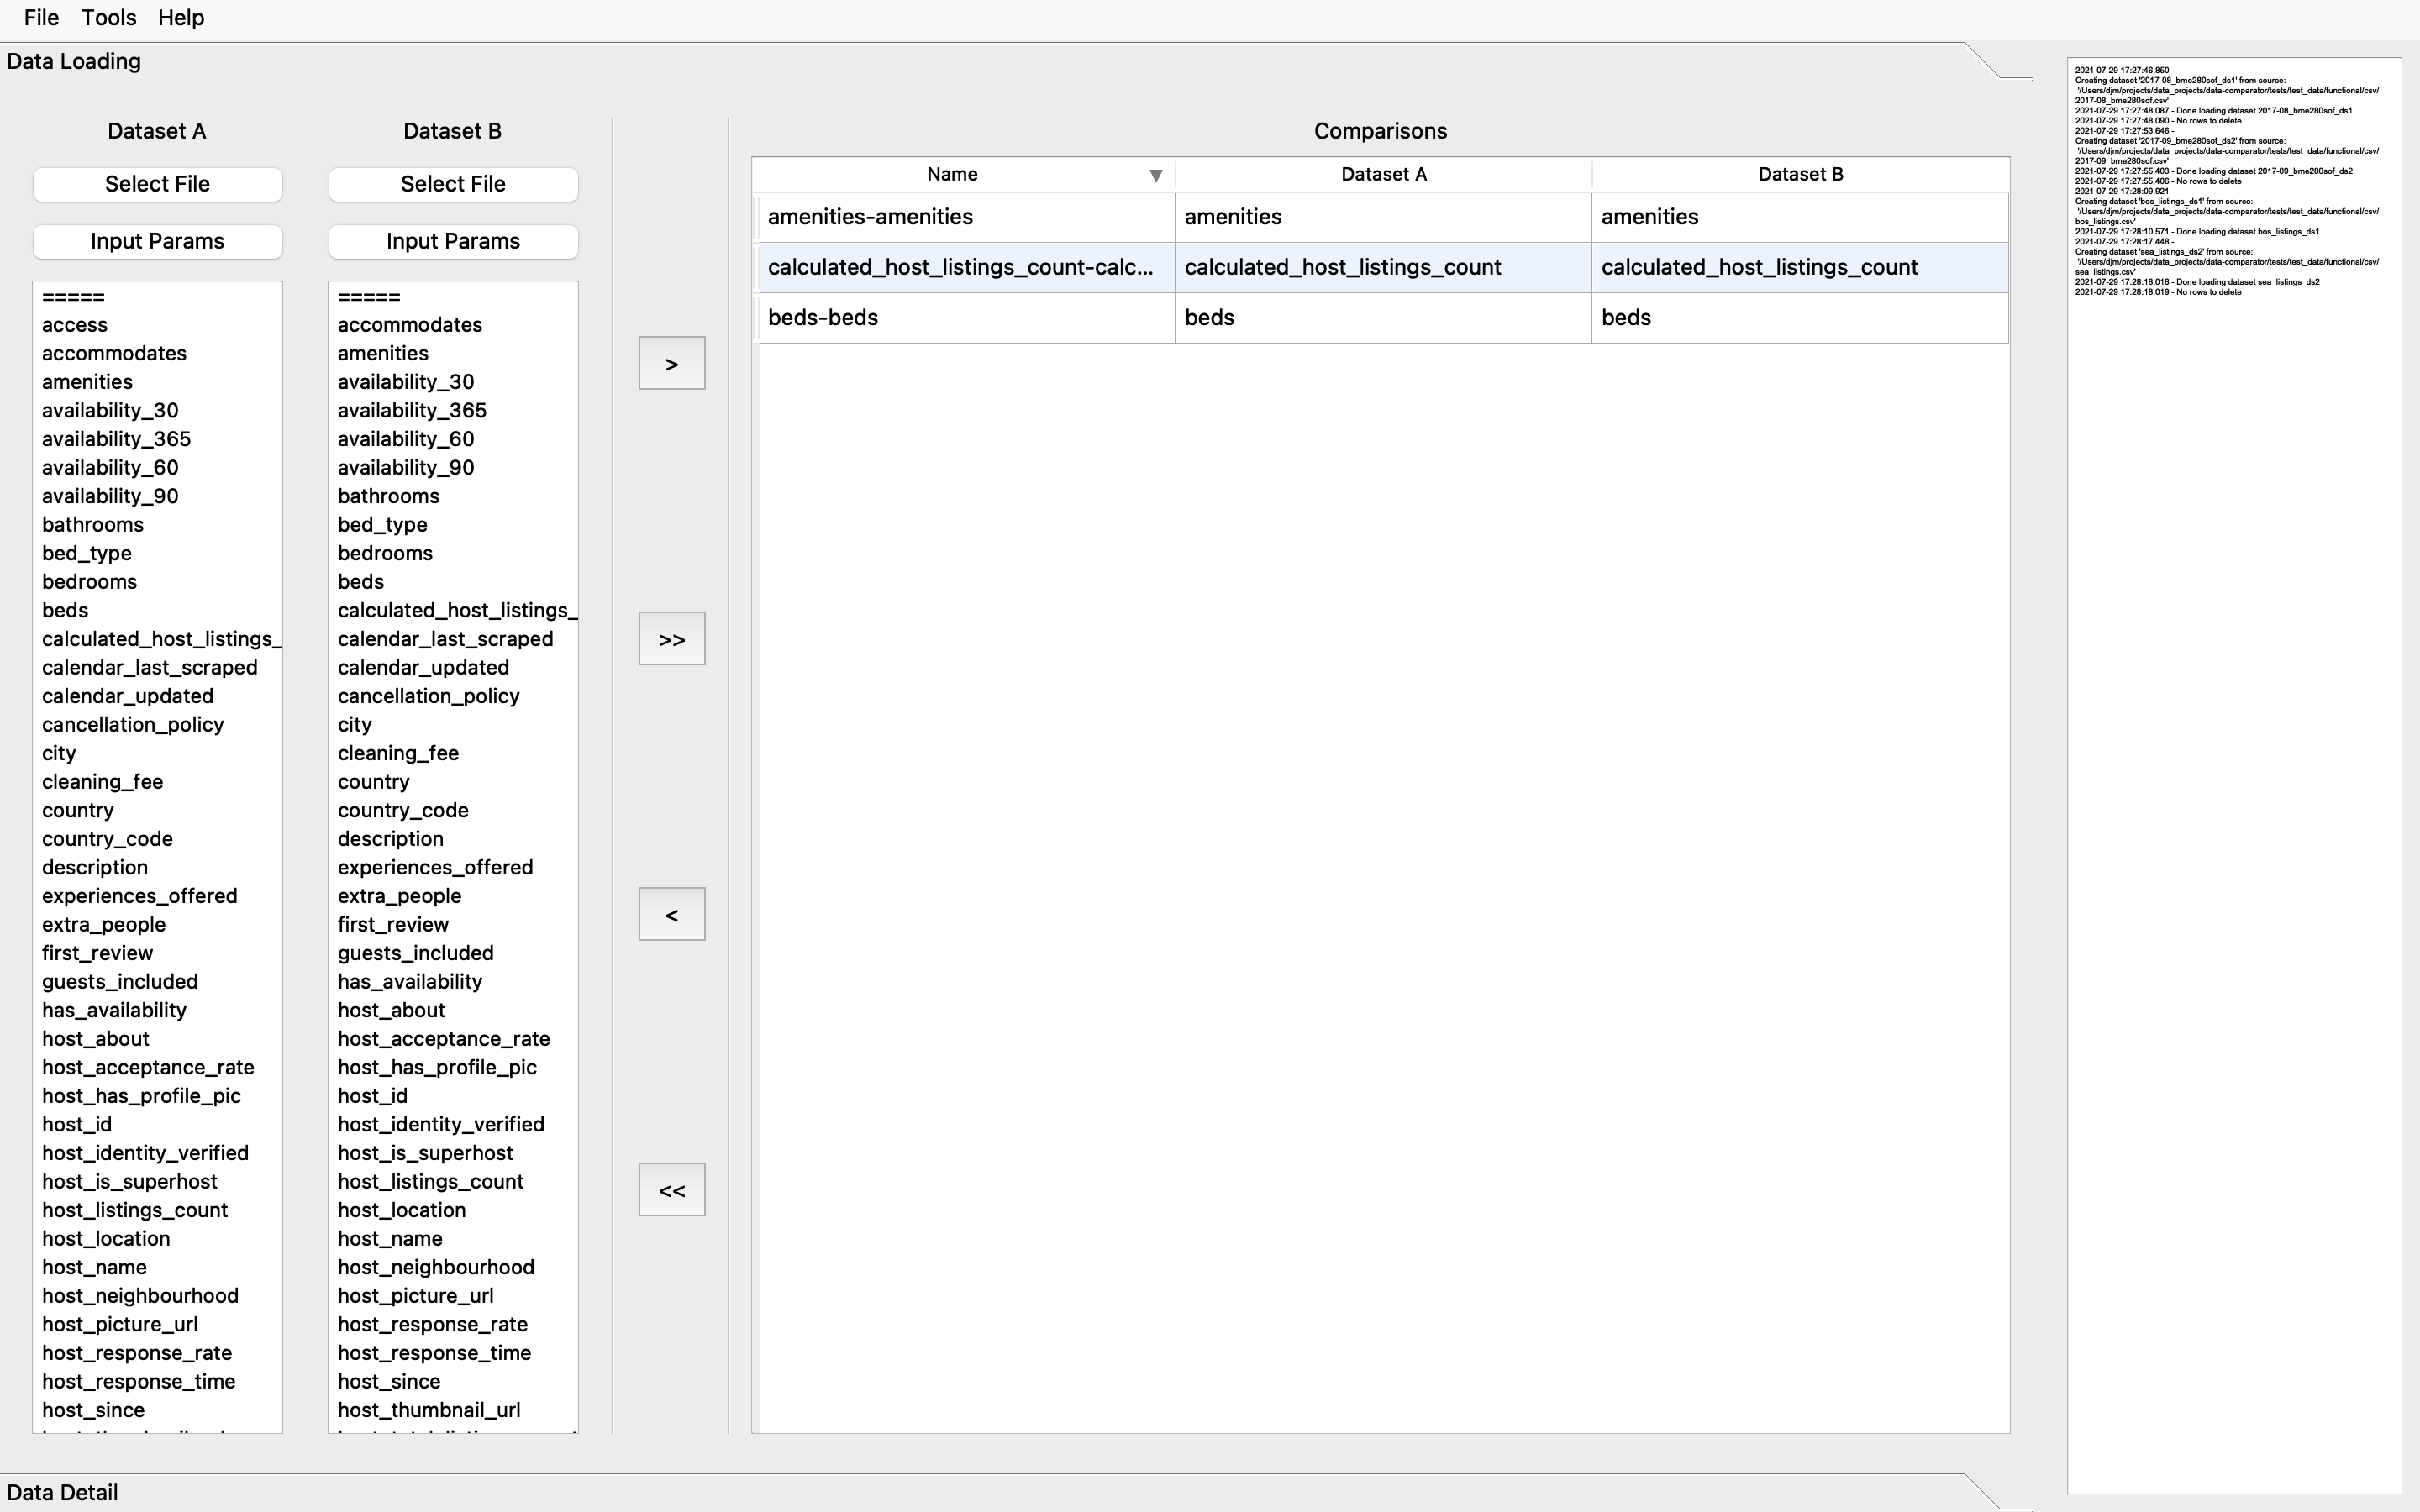 File Tools Help
Data Loading
Dataset A
Select File
Input Params
=====
access
accommodates
amenities
availability_30
availability_365
availability_60
availability_90
bathrooms
bed_type
bedrooms
beds
calculated_host_listings_
calendar_last_scraped
calendar_updated
cancellation_policy
city
cleaning_fee
country
country_code
description
experiences_offered
extra_people
first_review
guests_included
has_availability
host_about
host_acceptance_rate
host_has_profile_pic
host_id
host_identity_verified
host_is_superhost
host_listings_count
host_location
host_name
host_neighbourhood
host_picture_url
host_response_rate
host_response_time
host_since
Dataset B
Select File
Input Params
=====
accommodates
amenities
availability_30
availability_365
availability_60
availability_90
bathrooms
bed_type
bedrooms
beds
calculated_host_listings_
calendar_last_scraped
calendar_updated
cancellation_policy
city
cleaning_fee
country
country_code
description
experiences_offered
extra_people
first_review
guests_included
has_availability
host_about
host_acceptance_rate
host_has_profile_pic
host_id
host_identity_verified
host_is_superhost
host_listings_count
host_location
host_name
host_neighbourhood
host_picture_url
host_response_rate
host_response_time
host_since
host_thumbnail_url
>
>>
<
<<
Comparisons
Name ▼ Dataset A Dataset B
amenities-amenities amenities amenities
calculated_host_listings_count-calc... calculated_host_listings_count calculated_host_listings_count
beds-beds beds beds
2021-07-29 17:27:46,850 -
Creating dataset '2017-08_bme280sof_ds1' from source:
'/Users/djm/projects/data_projects/data-comparator/tests/test_data/functional/csv/
2017-08_bme280sof.csv'
2021-07-29 17:27:48,087 - Done loading dataset 2017-08_bme280sof_ds1
2021-07-29 17:27:48,090 - No rows to delete
2021-07-29 17:27:53,646 -
Creating dataset '2017-09_bme280sof_ds2' from source:
'/Users/djm/projects/data_projects/data-comparator/tests/test_data/functional/csv/
2017-09_bme280sof.csv'
2021-07-29 17:27:55,403 - Done loading dataset 2017-09_bme280sof_ds2
2021-07-29 17:27:55,406 - No rows to delete
2021-07-29 17:28:09,921 -
Creating dataset 'bos_listings_ds1' from source:
'/Users/djm/projects/data_projects/data-comparator/tests/test_data/functional/csv/
bos_listings.csv'
2021-07-29 17:28:10,571 - Done loading dataset bos_listings_ds1
2021-07-29 17:28:17,448 -
Creating dataset 'sea_listings_ds2' from source:
'/Users/djm/projects/data_projects/data-comparator/tests/test_data/functional/csv/
sea_listings.csv'
2021-07-29 17:28:18,016 - Done loading dataset sea_listings_ds2
2021-07-29 17:28:18,019 - No rows to delete
Data Detail